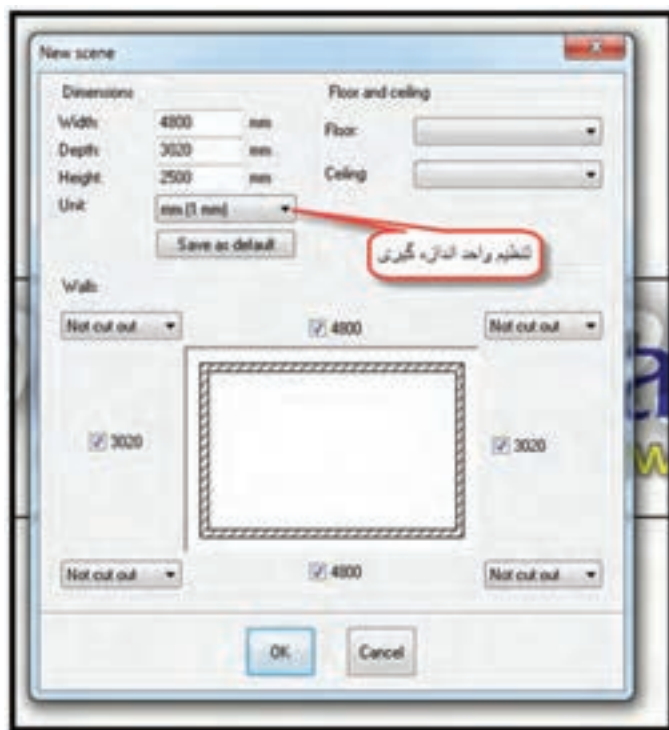 New scene
Dimensions
Floor and ceiling
Width: 4800 mm
Floor:
Depth: 3020 mm
Height: 2500 mm
Ceiling:
Unit: mm (1 mm)
Save as default
تنظیم واحد اندازه گیری
Walls
Not cut out
4800
Not cut out
3020
3020
Not cut out
4800
Not cut out
OK
Cancel